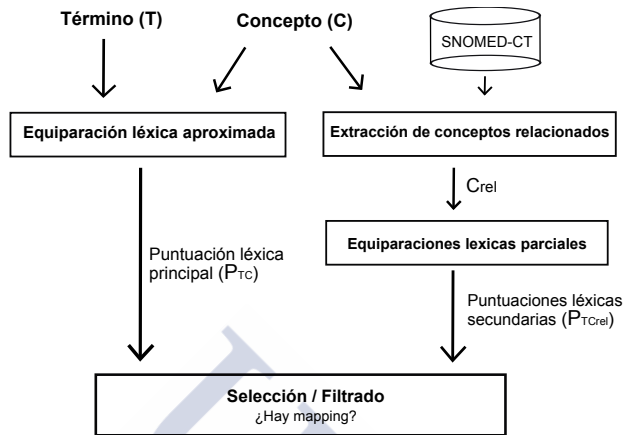 Término (T)
Concepto (C)
SNOMED-CT
Equiparación léxica aproximada
Extracción de conceptos relacionados
Crel
Equiparaciones lexicas parciales
Puntuación léxica
principal (PTC)
Puntuaciones léxicas
secundarias (PTCrel)
Selección / Filtrado
¿Hay mapping?